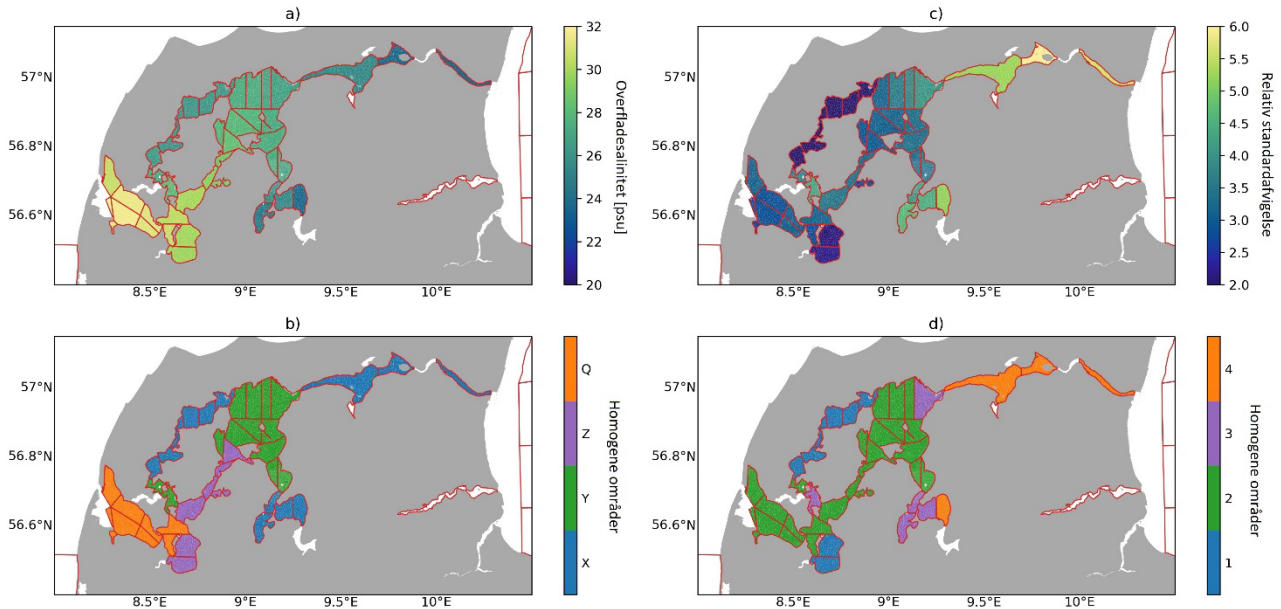 a)
57°N
56.8°N
56.6°N
8.5°E
9°E
9.5°E
10°E
32
30
28
26
24
22
20
Overfladesalinitet [psu]
c)
57°N
56.8°N
56.6°N
8.5°E
9°E
9.5°E
10°E
6.0
5.5
5.0
4.5
4.0
3.5
3.0
2.5
2.0
Relativ standardafvigelse
b)
57°N
56.8°N
56.6°N
8.5°E
9°E
9.5°E
10°E
Q
Z
Y
X
Homogene områder
d)
57°N
56.8°N
56.6°N
8.5°E
9°E
9.5°E
10°E
4
3
2
1
Homogene områder